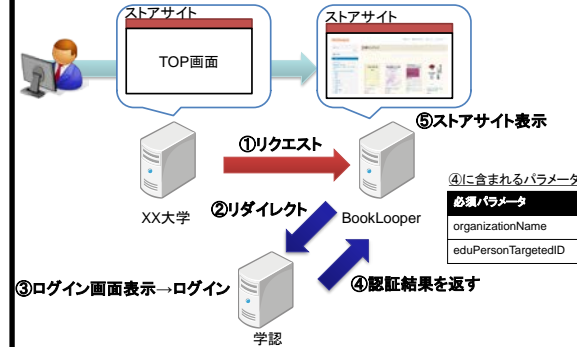 ストアサイト
ストアサイト
TOP画面
⑤ストアサイト表示
①リクエスト
④に含まれるパラメータ
必須パラメータ
XX大学
②リダイレクト
BookLooper
organizationName
eduPersonTargetedID
③ログイン画面表示→ログイン
④認証結果を返す
学認